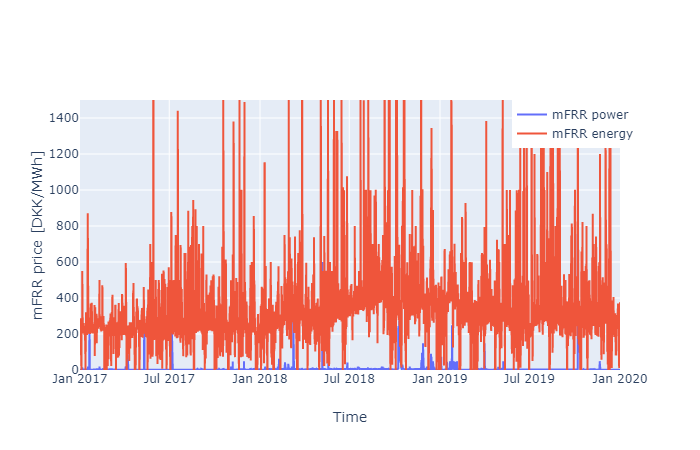 mFRR power
mFRR energy
1400
1200
1000
800
600
400
200
0
mFRR price [DKK/MWh]
Jan 2017 Jul 2017 Jan 2018 Jul 2018 Jan 2019 Jul 2019 Jan 2020
Time